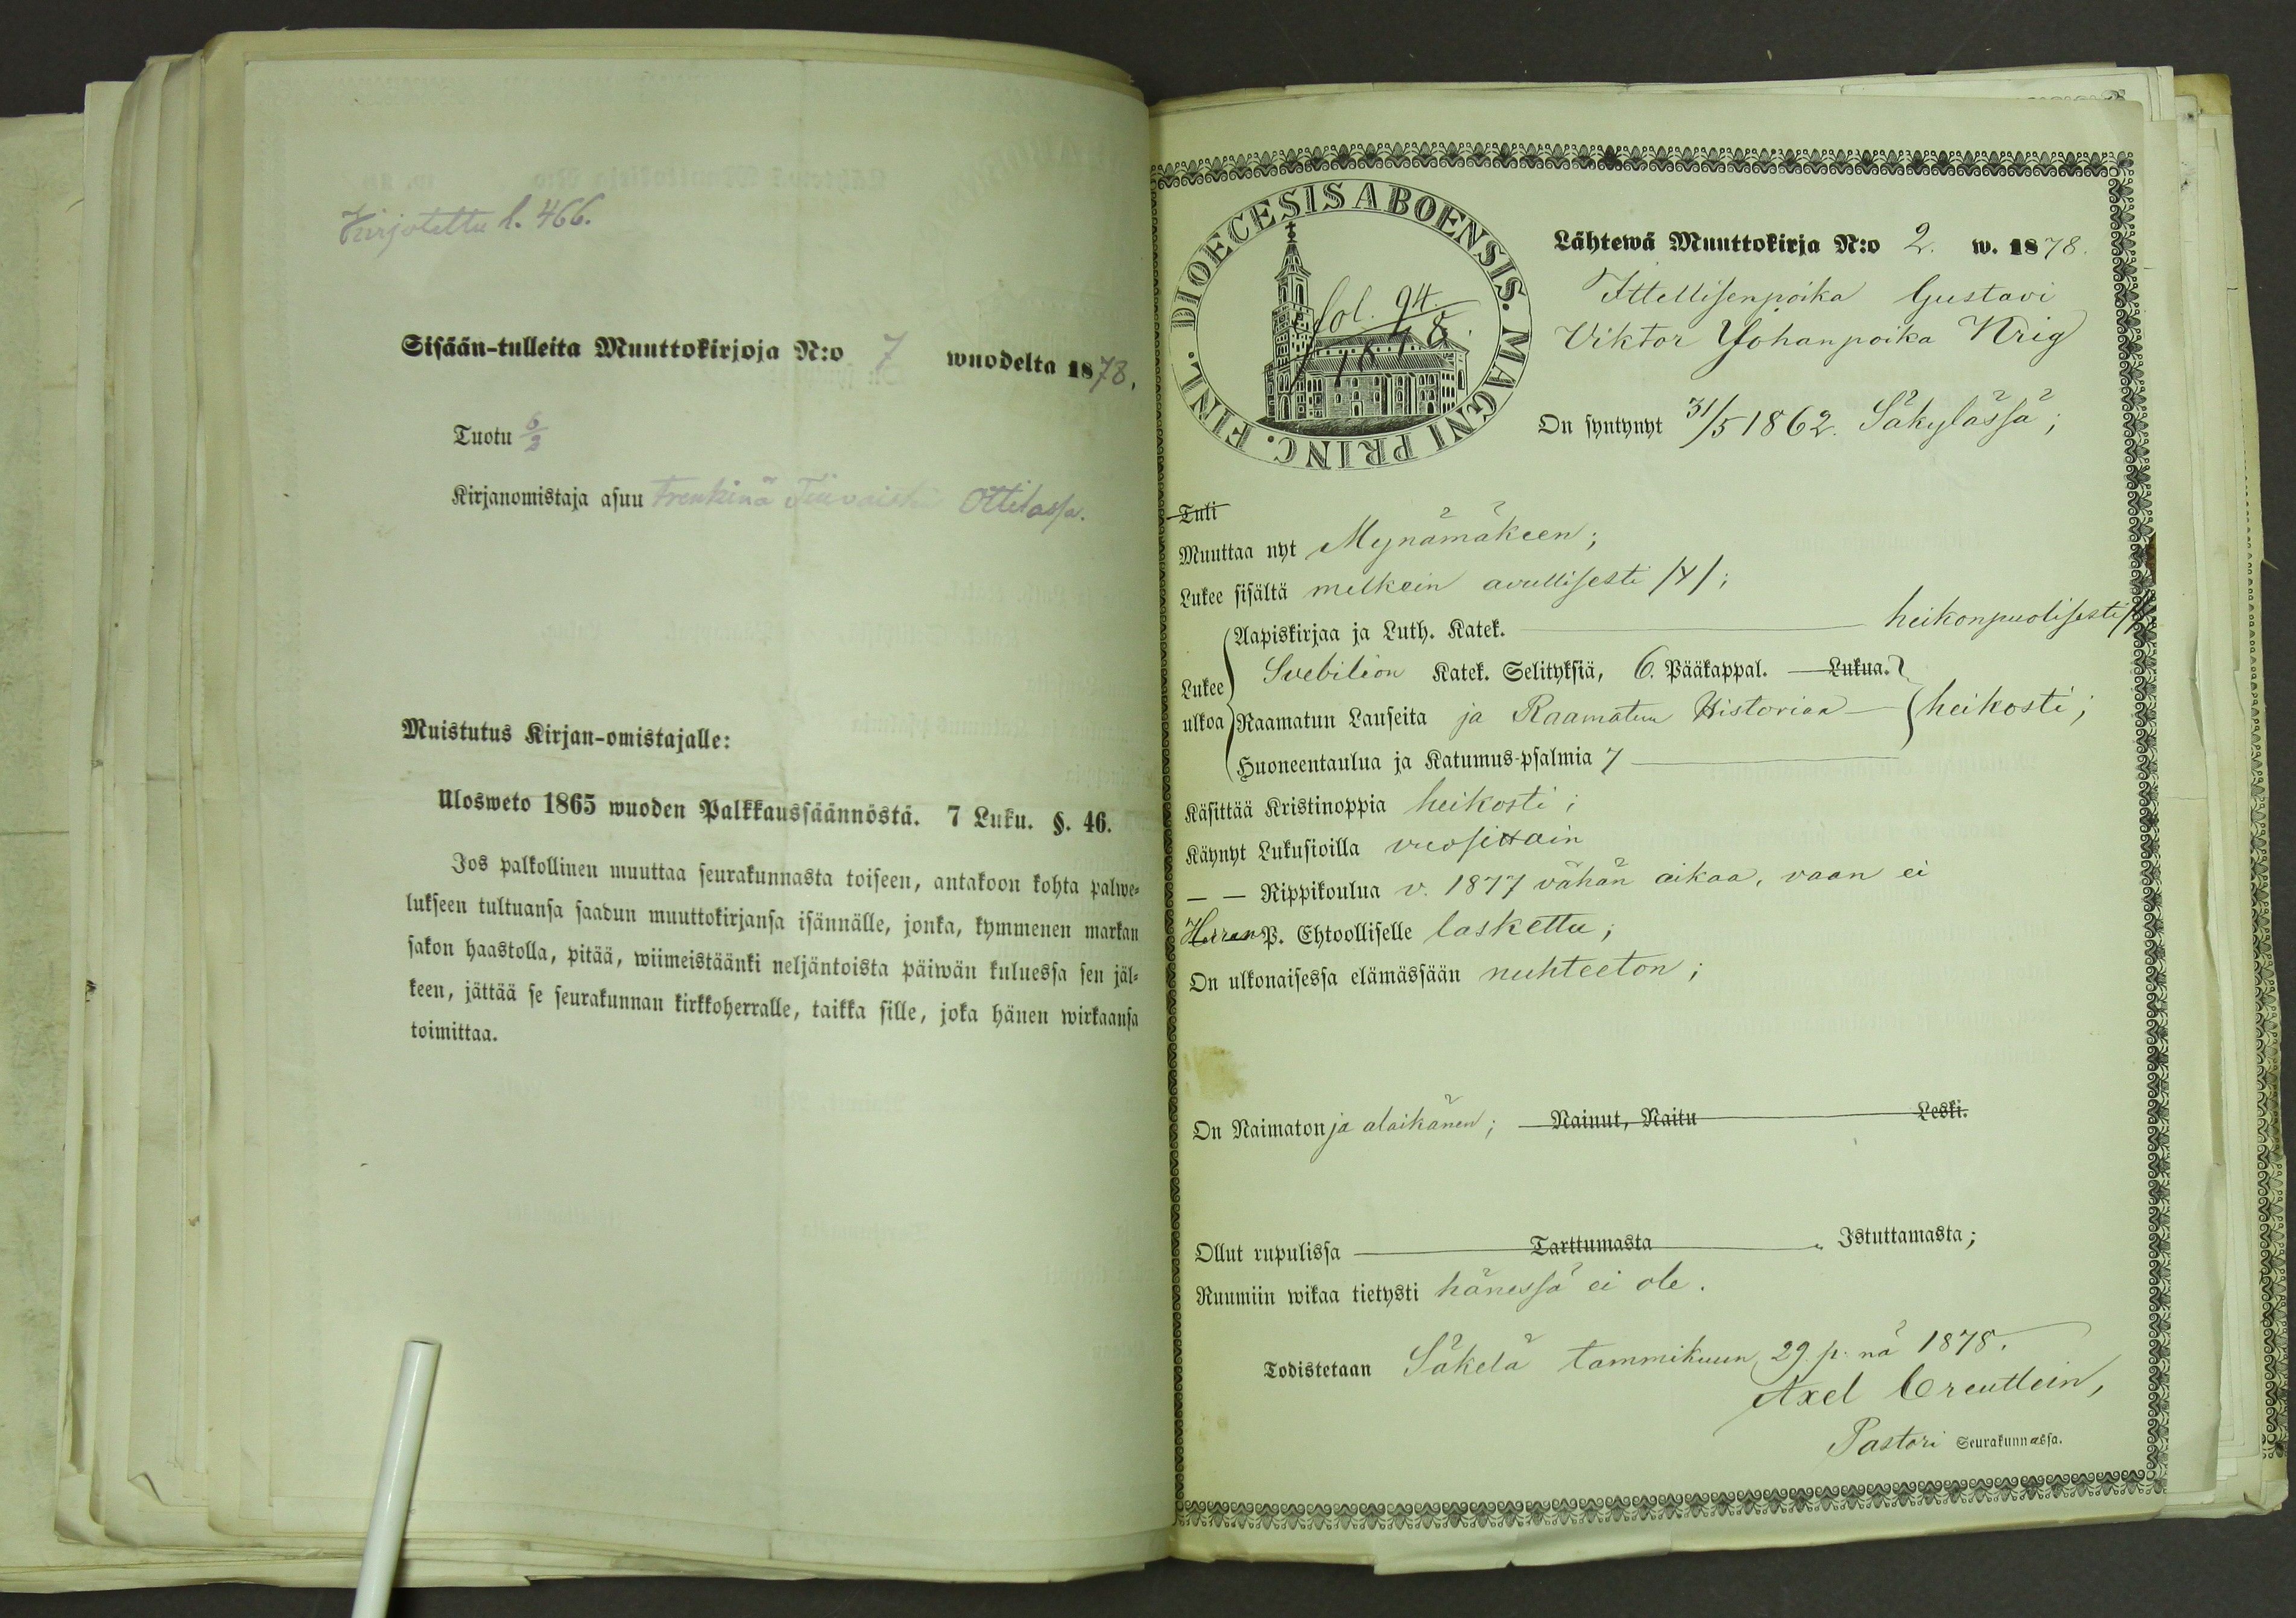 Kirjotettu l. 466.
Sisään-tulleita Muuttokirjoja N:o 7 wuodelta 1878.
Tuotu 6/2
Kirjanomistaja asuu trenkinä Ottilassa.
Muistutus Kirjan-omistajalle:
Ulosweto 1865 wuoden Palkkaussäännöstä. 7 Luku. §. 46.
Jos palkollinen muuttaa seurakunnasta toiseen, antakoon kohta palwe-
lukseen tultuansa saadun muuttokirjansa isännälle, jonka, kymmenen markan
sakon haastolla, pitää, wiimeistäänki neljäntoista päiwän kuluessa sen jäl-
keen, jättää se seurakunnan kirkkoherralle, taikka sille, joka hänen wirkaansa
toimittaa.
DIOECESIS ABOENSIS. MAGNI PRINC. FINL.
fol. 94.
1878.
Lähtewä Muuttokirja N:o 2. w. 1878.
Ittellisenpoika Gustavi
Viktor Johanpoika Krig
On syntynyt 31/5 1862. Säkylässä;
Tuli
Muuttaa nyt Mynämäkeen;
Lukee sisältä melkein avullisesti /4/;
Aapiskirjaa ja Luth. Katek. heikonpuolisesti
Lukee ulkoa
Svebilion Katek. Selityksiä, 6. Pääkappal. Lukua.
Raamatun Lauseita ja Raamatun Historiaa heikosti;
Huoneentaulua ja Katumus-psalmia 7
Käsittää Kristinoppia heikosti;
Käynyt Lukusioilla vuosittain
— — Rippikoulua v. 1877 vähän aikaa, vaan ei
Herran P. Ehtoolliselle laskettu;
On ulkonaisessa elämässään nuhteeton;
On Naimaton ja alaikänen; Nainut, Naitu Leski.
Ollut rupulissa Tarttumasta Istuttamasta;
Ruumiin wikaa tietysti hänessä ei ole.
Todistetaan Säkelä tammikuun 29 p. nä 1878.
Axel Creutlein,
Pastori Seurakunnassa.